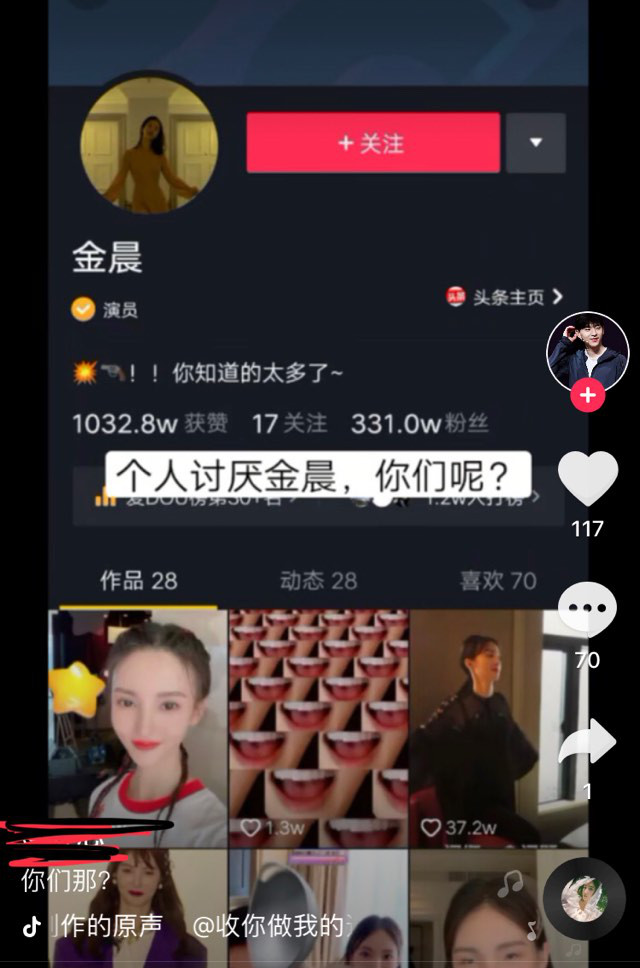 + 关注
金晨
演员
头条
头条主页 >
!！你知道的太多了~
1032.8w 获赞 17 关注 331.0w 粉丝
个人讨厌金晨，你们呢？
117
作品 28 动态 28 喜欢 70
70
1
1.3w
37.2w
你们那?
作的原声 @收你做我的